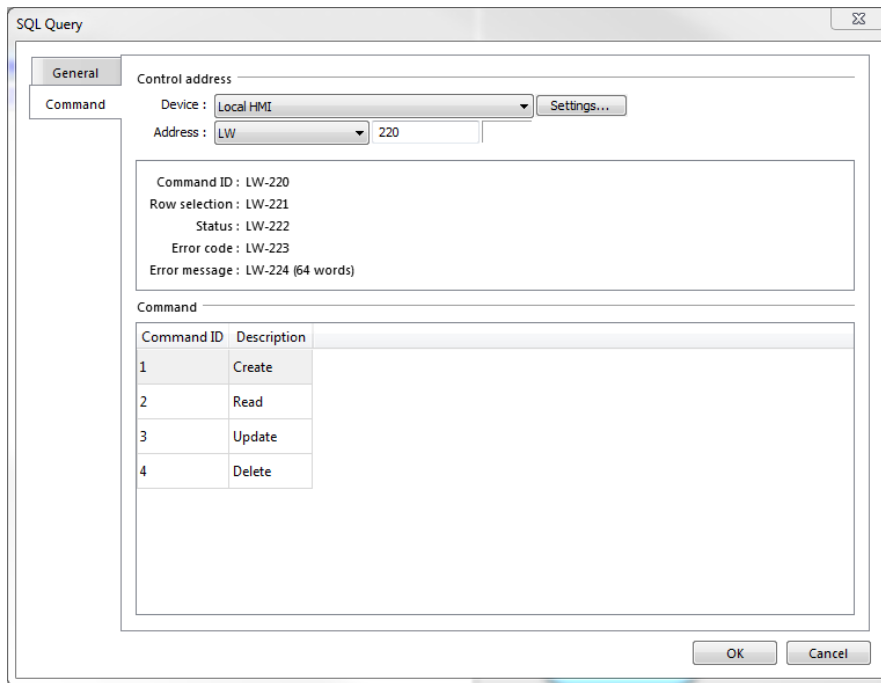 SQL Query
General
Command
Control address
Device : Local HMI Settings...
Address : LW 220
Command ID : LW-220
Row selection : LW-221
Status : LW-222
Error code : LW-223
Error message : LW-224 (64 words)
Command
Command ID Description
1 Create
2 Read
3 Update
4 Delete
OK Cancel